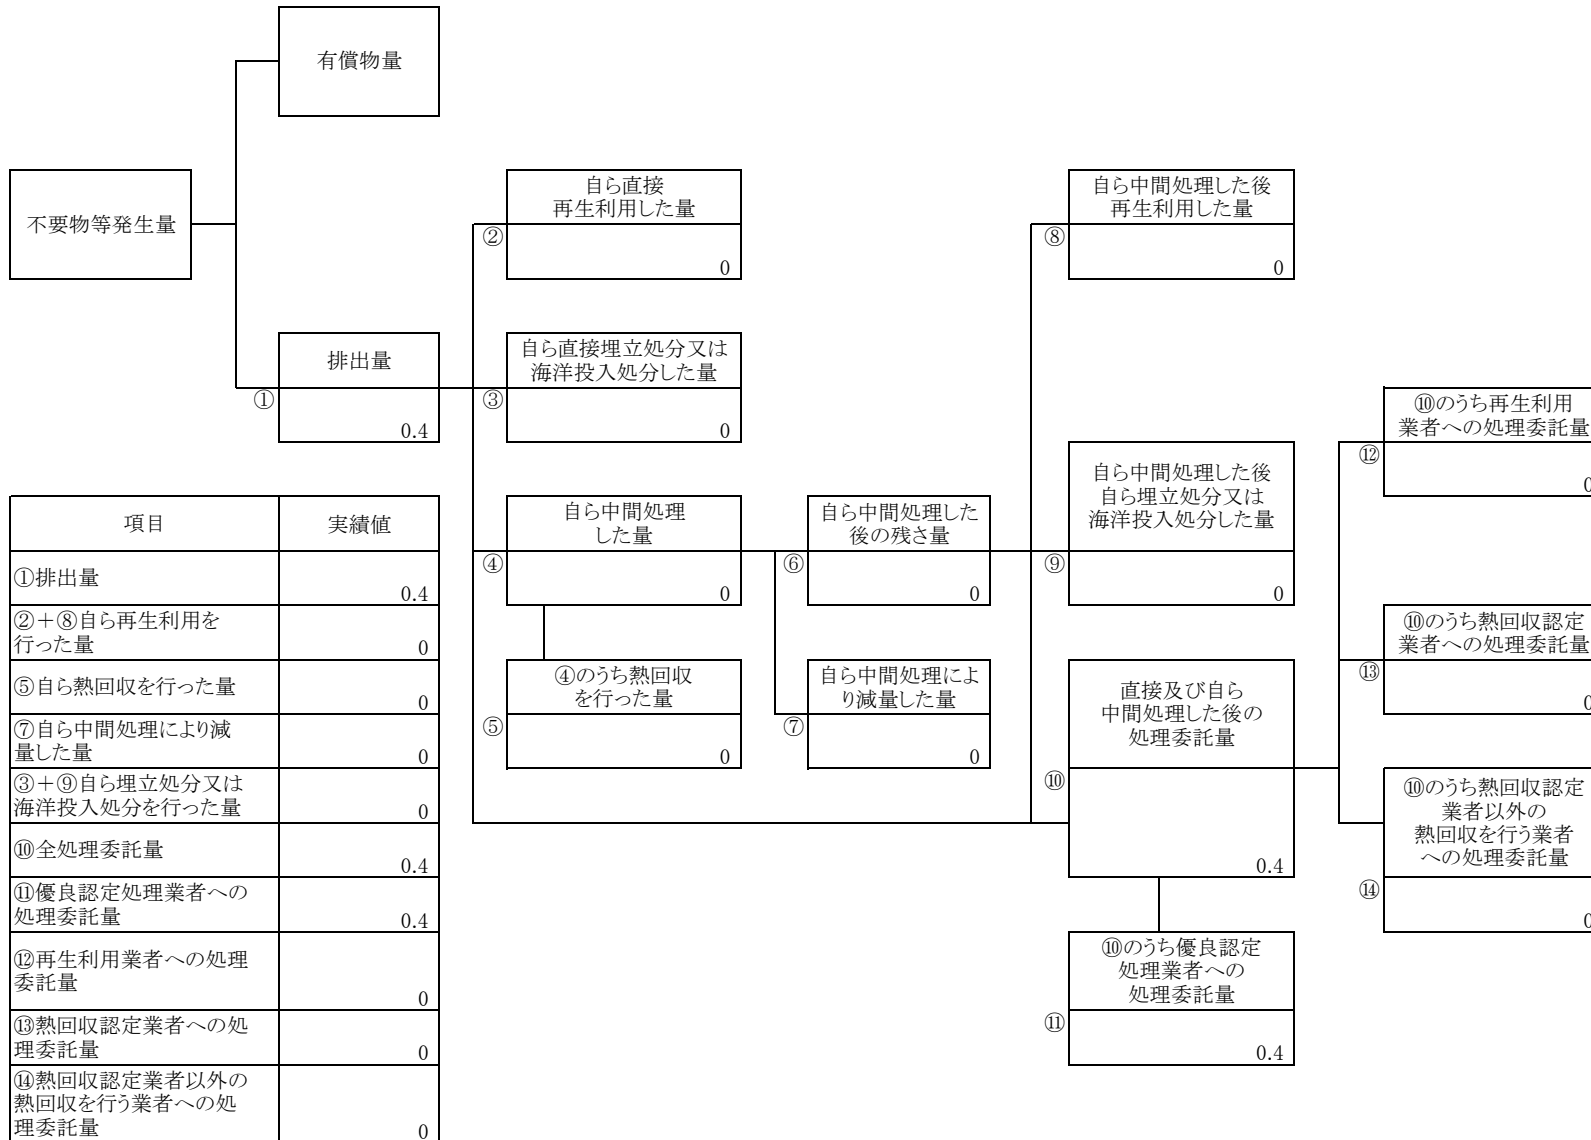 有償物量
不要物等発生量
排出量
①
0.4
自ら直接
再生利用した量
②
0
自ら直接埋立処分又は
海洋投入処分した量
③
0
自ら中間処理
した量
④
0
④のうち熱回収
を行った量
⑤
0
自ら中間処理した
後の残さ量
⑥
0
自ら中間処理によ
り減量した量
⑦
0
自ら中間処理した後
再生利用した量
⑧
0
自ら中間処理した後
自ら埋立処分又は
海洋投入処分した量
⑨
0
直接及び自ら
中間処理した後の
処理委託量
⑩
0.4
⑩のうち優良認定
処理業者への
処理委託量
⑪
0.4
⑩のうち再生利用
業者への処理委託量
⑫
0
⑩のうち熱回収認定
業者への処理委託量
⑬
0
⑩のうち熱回収認定
業者以外の
熱回収を行う業者
への処理委託量
⑭
0
項目 実績値
①排出量 0.4
②+⑧自ら再生利用を
行った量 0
⑤自ら熱回収を行った量 0
⑦自ら中間処理により減
量した量 0
③+⑨自ら埋立処分又は
海洋投入処分を行った量 0
⑩全処理委託量 0.4
⑪優良認定処理業者への
処理委託量 0.4
⑫再生利用業者への処理
委託量 0
⑬熱回収認定業者への処
理委託量 0
⑭熱回収認定業者以外の
熱回収を行う業者への処
理委託量 0